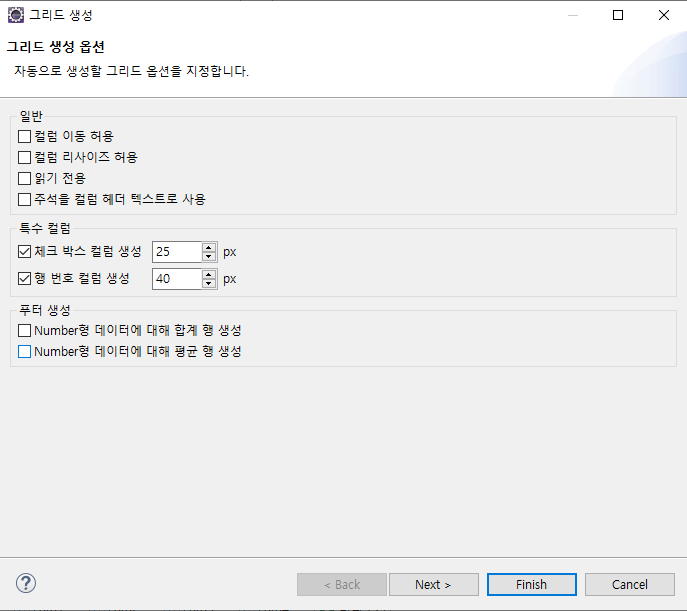 그리드 생성
그리드 생성 옵션
자동으로 생성할 그리드 옵션을 지정합니다.
일반
컬럼 이동 허용
컬럼 리사이즈 허용
읽기 전용
주석을 컬럼 헤더 텍스트로 사용
특수 컬럼
체크 박스 컬럼 생성 25 px
행 번호 컬럼 생성 40 px
푸터 생성
Number형 데이터에 대해 합계 행 생성
Number형 데이터에 대해 평균 행 생성
? < Back Next > Finish Cancel